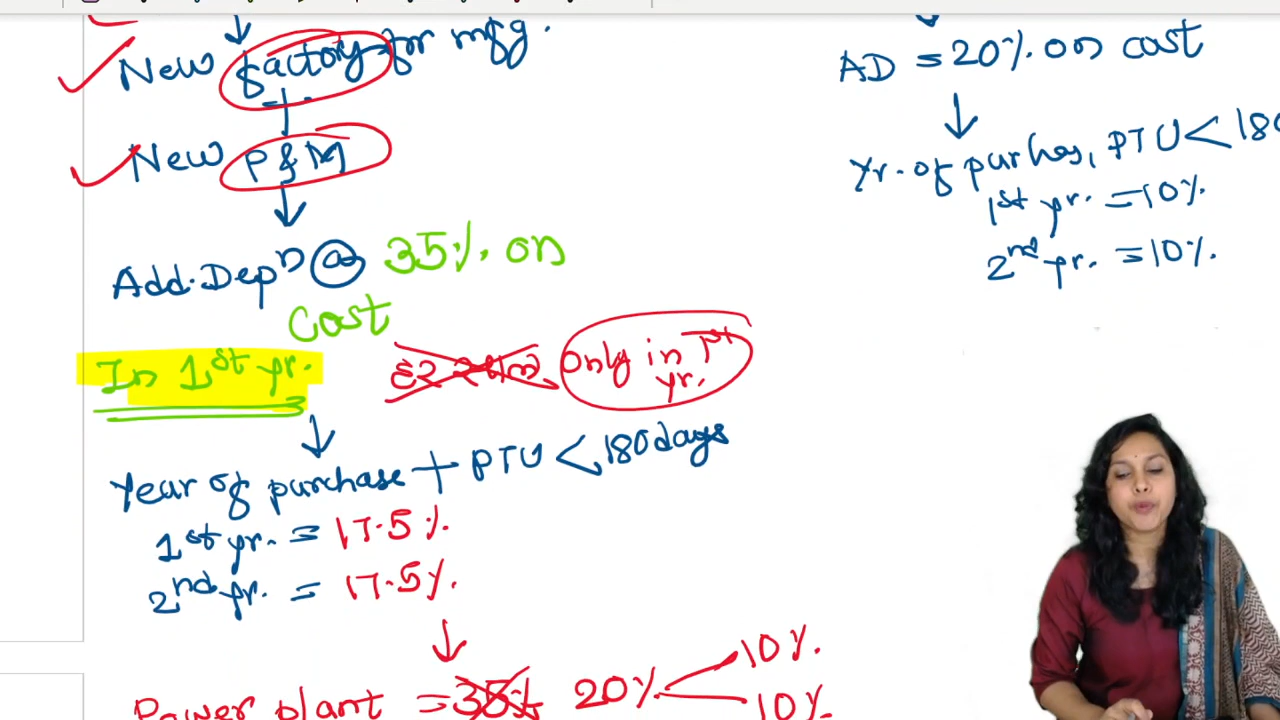 New factory for mfg.
+
New P & M
Add. Depn @ 35% on
cost
In 1st yr.
only in 1st
yr.
Year of purchase + PTU < 180 days
1st yr. = 17.5%
2nd yr. = 17.5%
Power plant = 35% 20% 10%
10%
AD = 20% on cost
Yr. of purchas, PTU < 180
1st yr. = 10%
2nd yr. = 10%